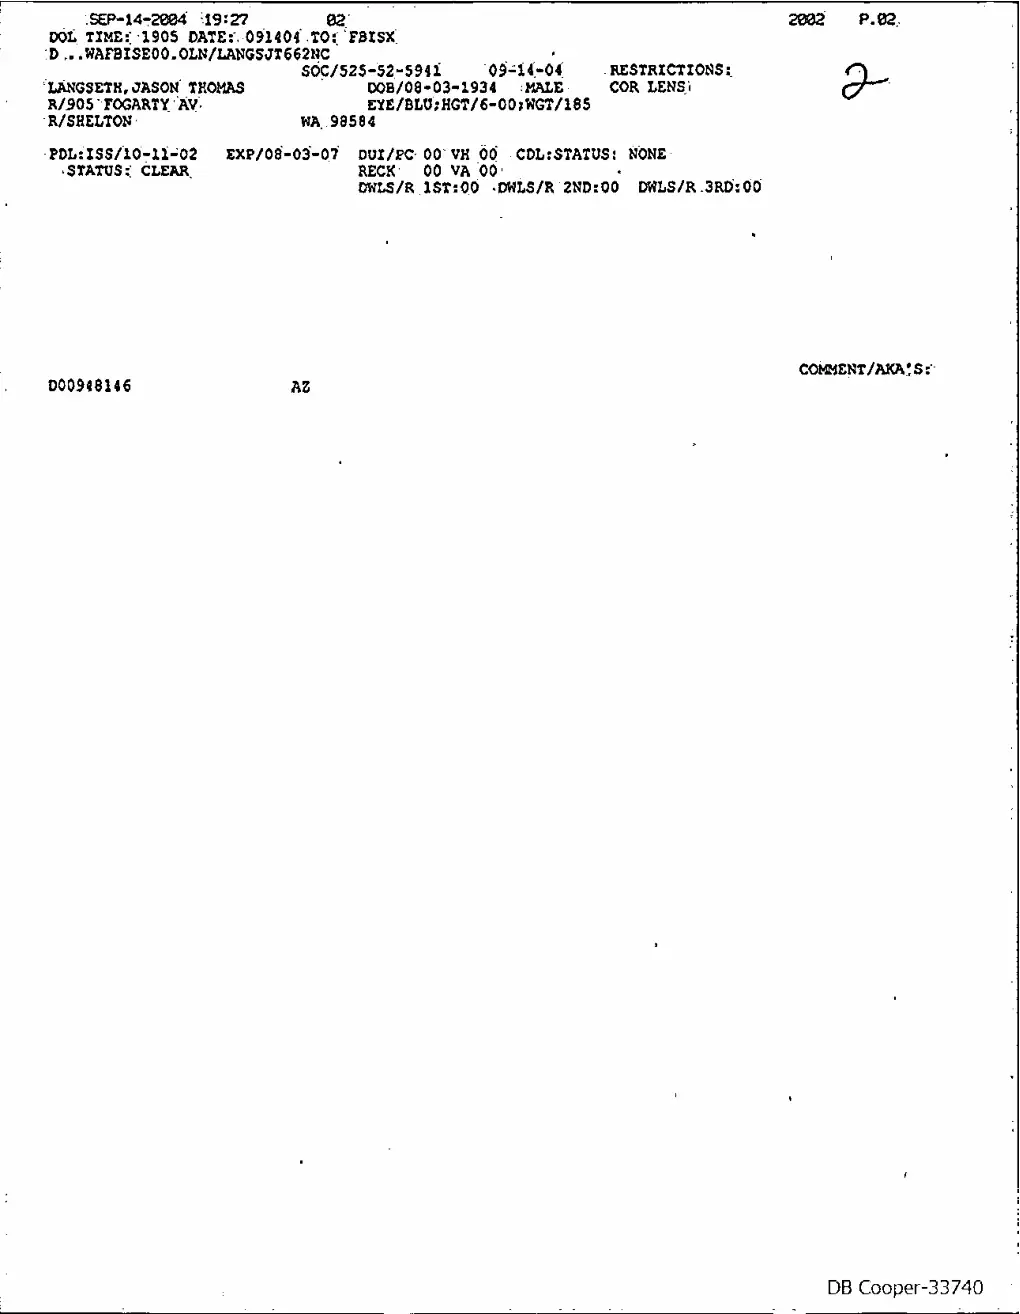 SEP-14-2004 19:27 02 2002 P.02
DOL TIME: 1905 DATE: 091404 TO: FBISX
D...WAFBISE00.OLN/LANGSJT662NC
SOC/525-52-5941 09-14-04 RESTRICTIONS:
LANGSETH,JASON THOMAS DOB/08-03-1934 MALE COR LENS;
R/905 FOGARTY AV EYE/BLU;HGT/6-00;WGT/185
R/SHELTON WA 98584
PDL:ISS/10-11-02 EXP/08-03-07 DUI/PC 00 VH 00 CDL:STATUS: NONE
STATUS: CLEAR RECK 00 VA 00
DWLS/R 1ST:00 DWLS/R 2ND:00 DWLS/R 3RD:00
2
COMMENT/AKA'S:
D00948146 AZ
DB Cooper-33740